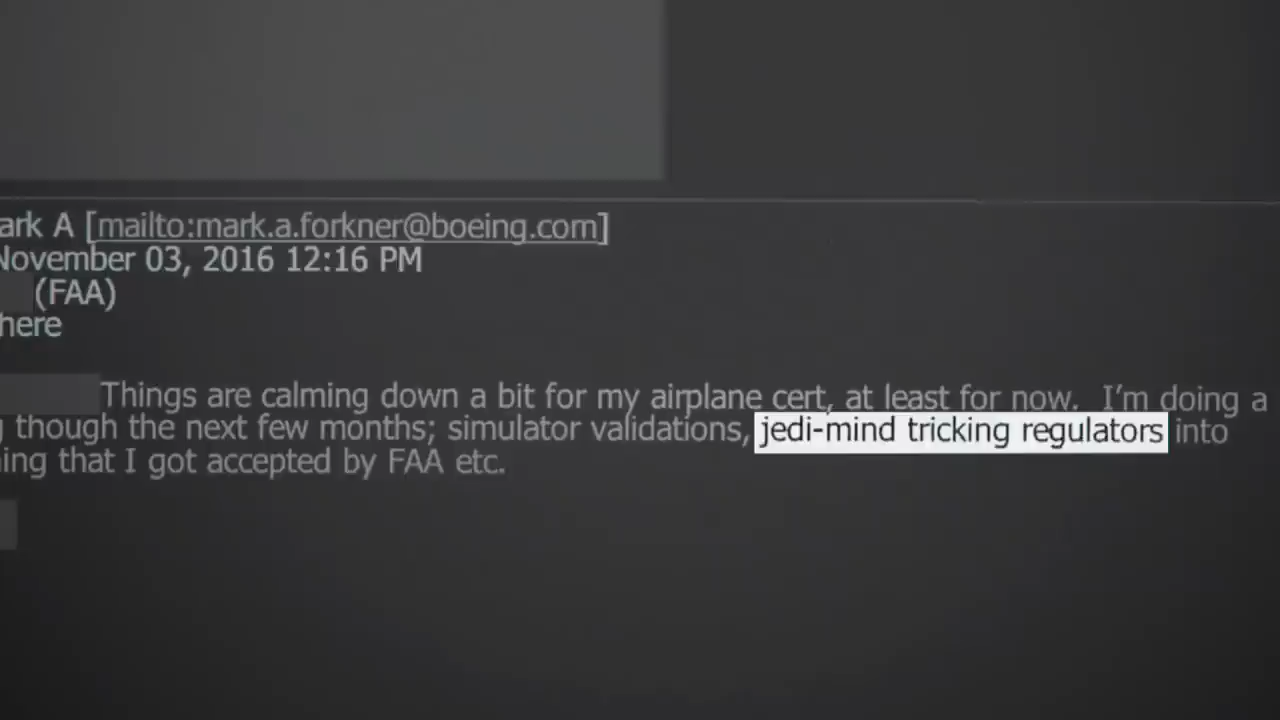 ark A [mailto:mark.a.forkner@boeing.com]
November 03, 2016 12:16 PM
(FAA)
here
Things are calming down a bit for my airplane cert, at least for now. I'm doing a
though the next few months; simulator validations, jedi-mind tricking regulators into
ing that I got accepted by FAA etc.